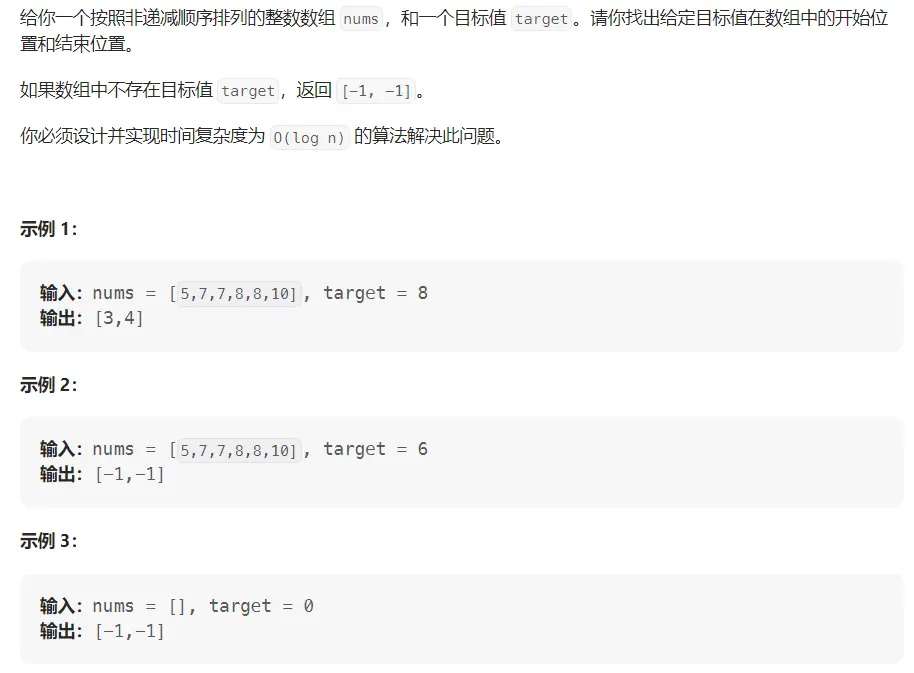 给你一个按照非递减顺序排列的整数数组 nums，和一个目标值 target。请你找出给定目标值在数组中的开始位
置和结束位置。
如果数组中不存在目标值 target，返回 [-1, -1]。
你必须设计并实现时间复杂度为 O(log n) 的算法解决此问题。
示例 1：
输入：nums = [5,7,7,8,8,10], target = 8
输出：[3,4]
示例 2：
输入：nums = [5,7,7,8,8,10], target = 6
输出：[-1,-1]
示例 3：
输入：nums = [], target = 0
输出：[-1,-1]